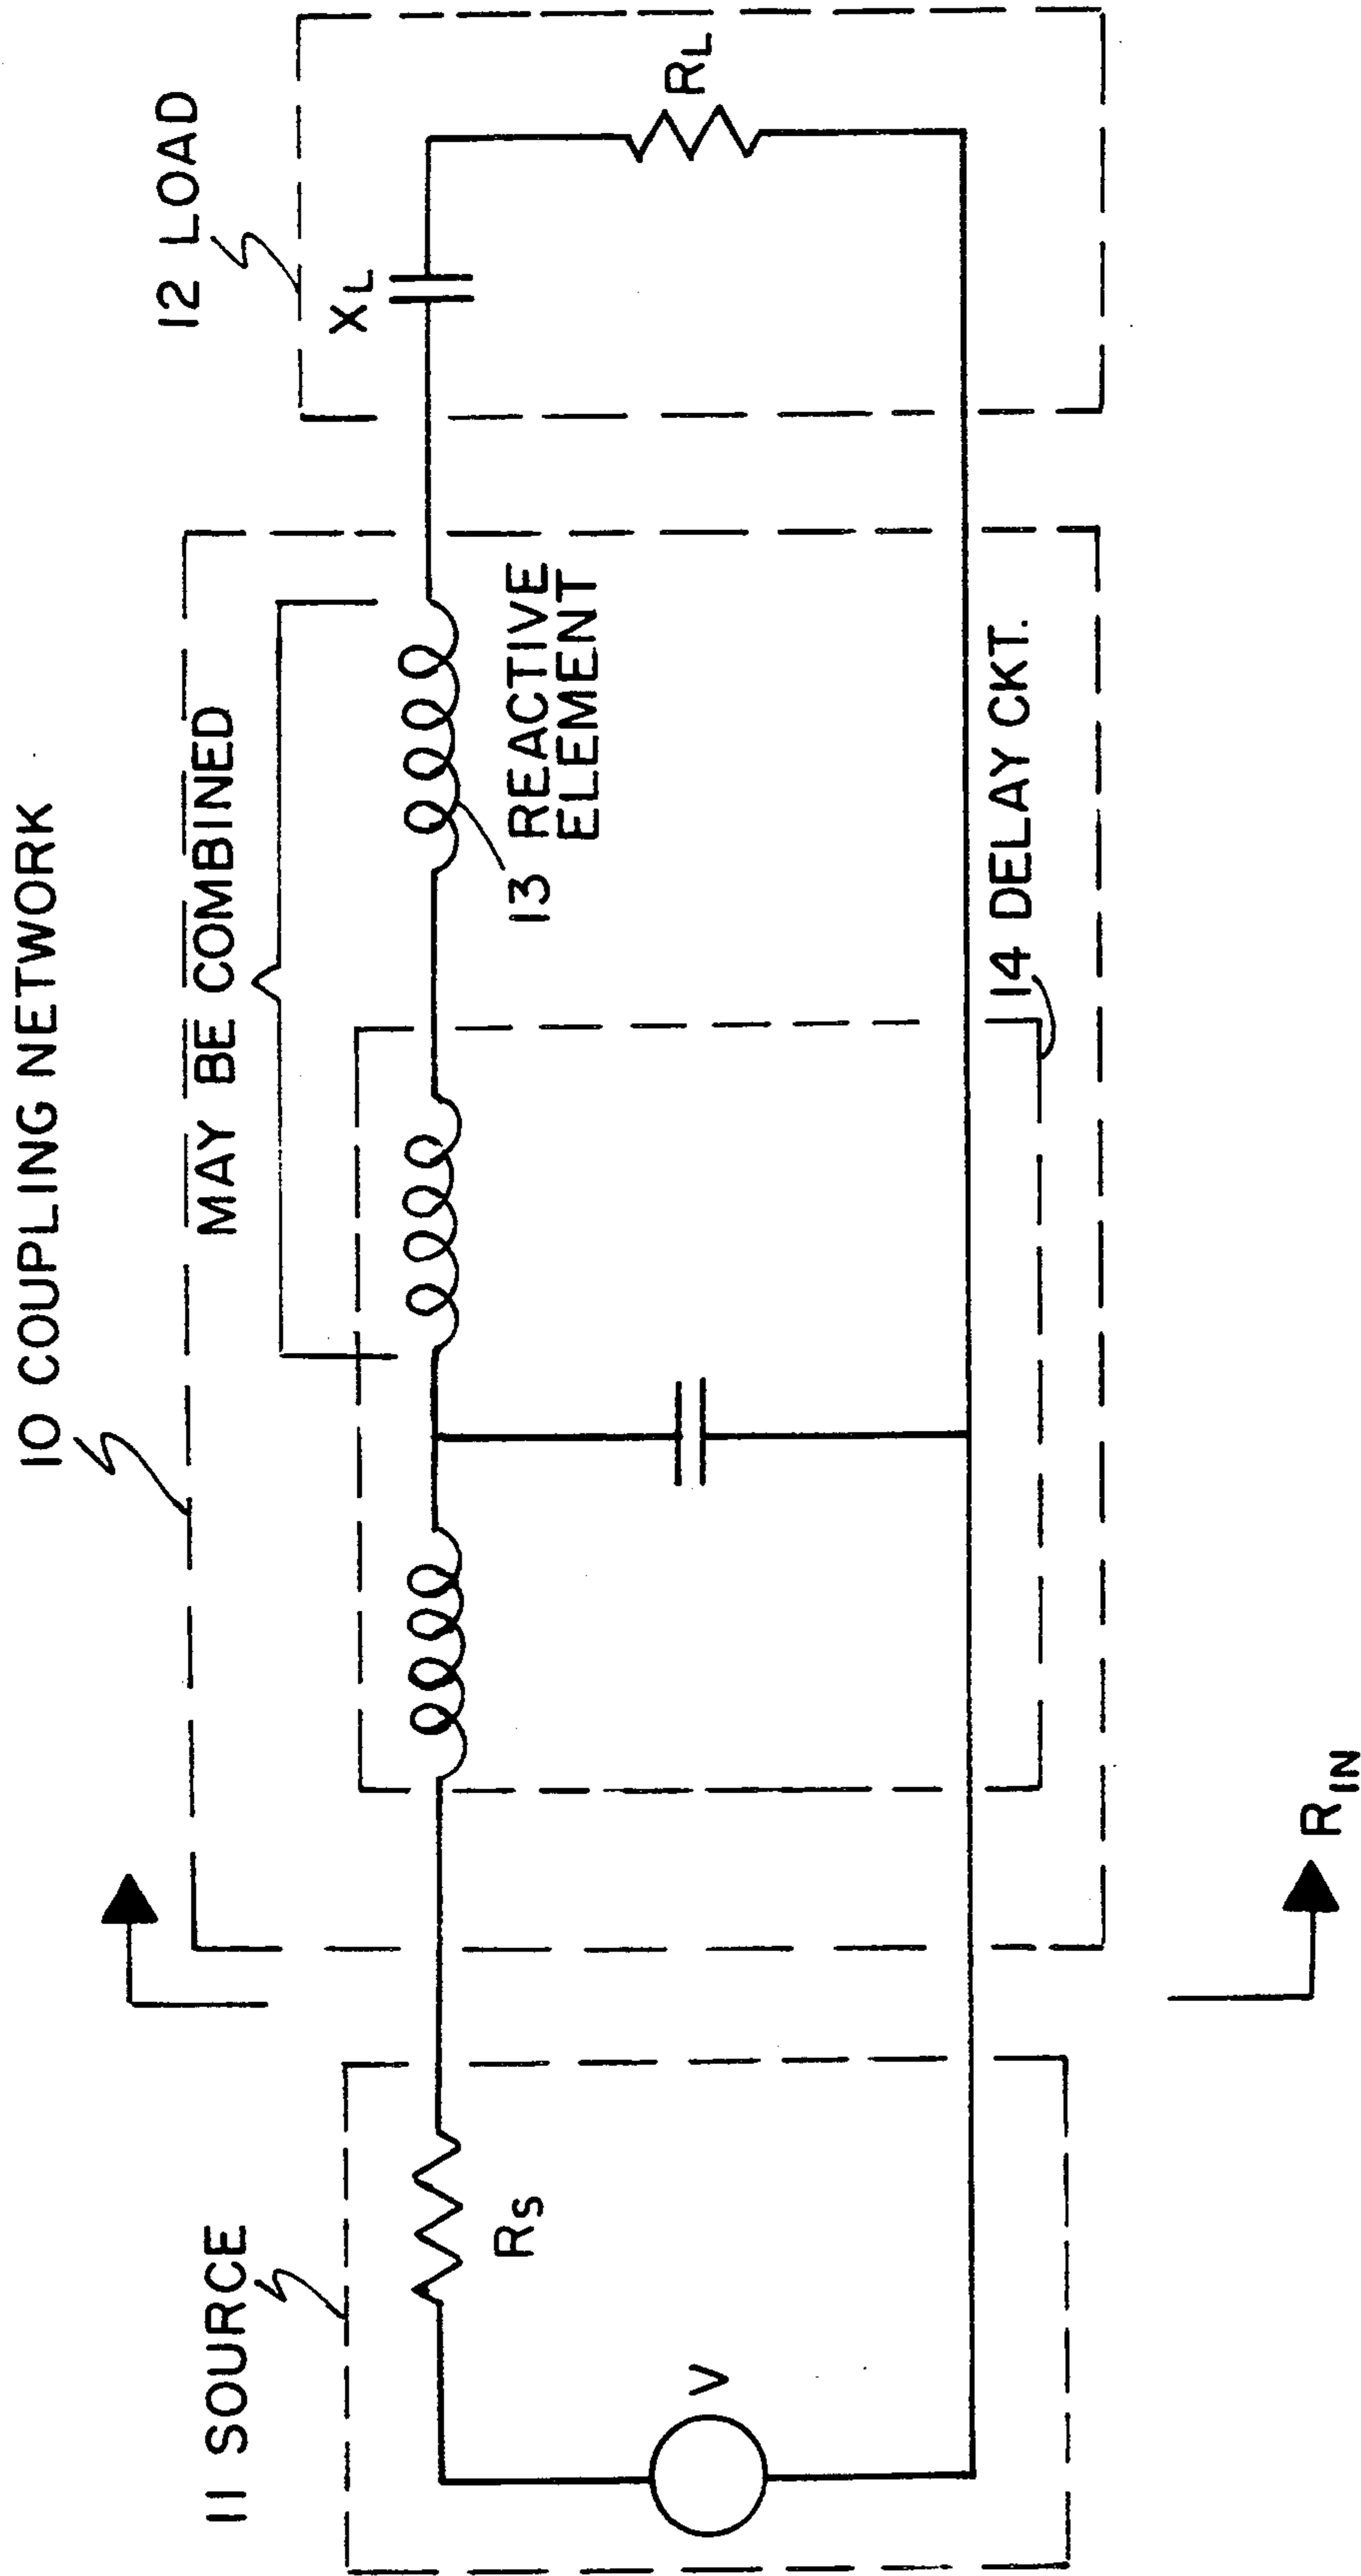 10 COUPLING NETWORK
12 LOAD
MAY BE COMBINED
11 SOURCE
XL
RL
13 REACTIVE
ELEMENT
RS
V
14 DELAY CKT.
RIN